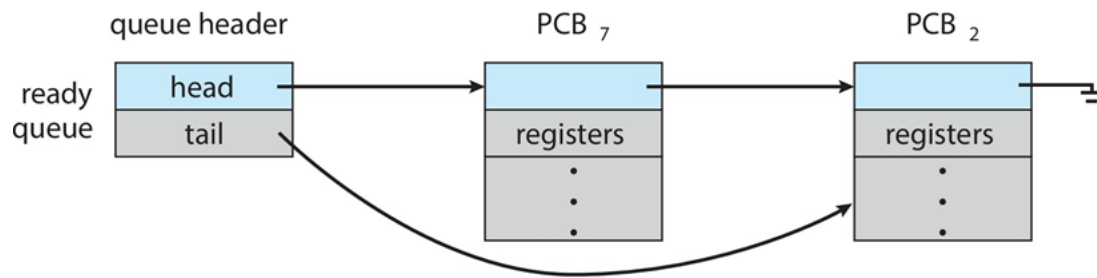 queue header
PCB 7
PCB 2
ready
queue
head
tail
registers
registers